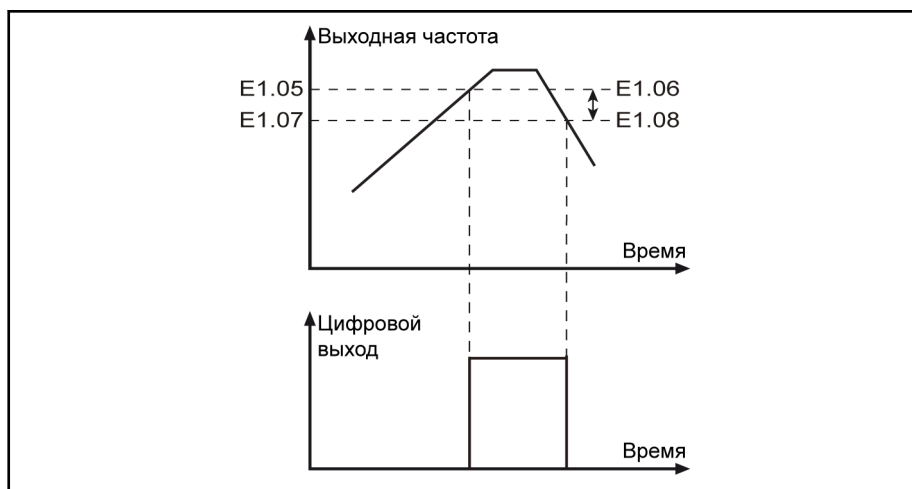 Выходная частота
E1.05
E1.06
E1.07
E1.08
Время
Цифровой
выход
Время